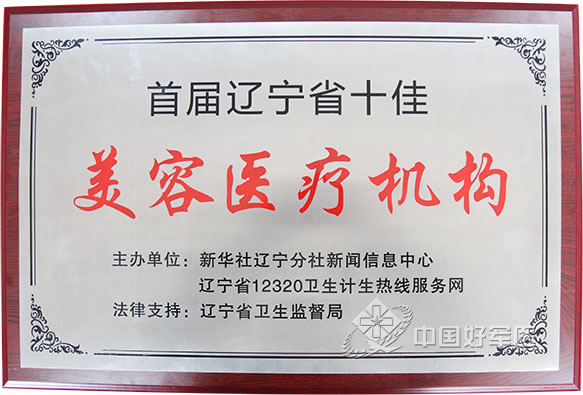 首届辽宁省十佳
美容医疗机构
主办单位：新华社辽宁分社新闻信息中心
辽宁省12320卫生计生热线服务网
法律支持：辽宁省卫生监督局
中国好军医